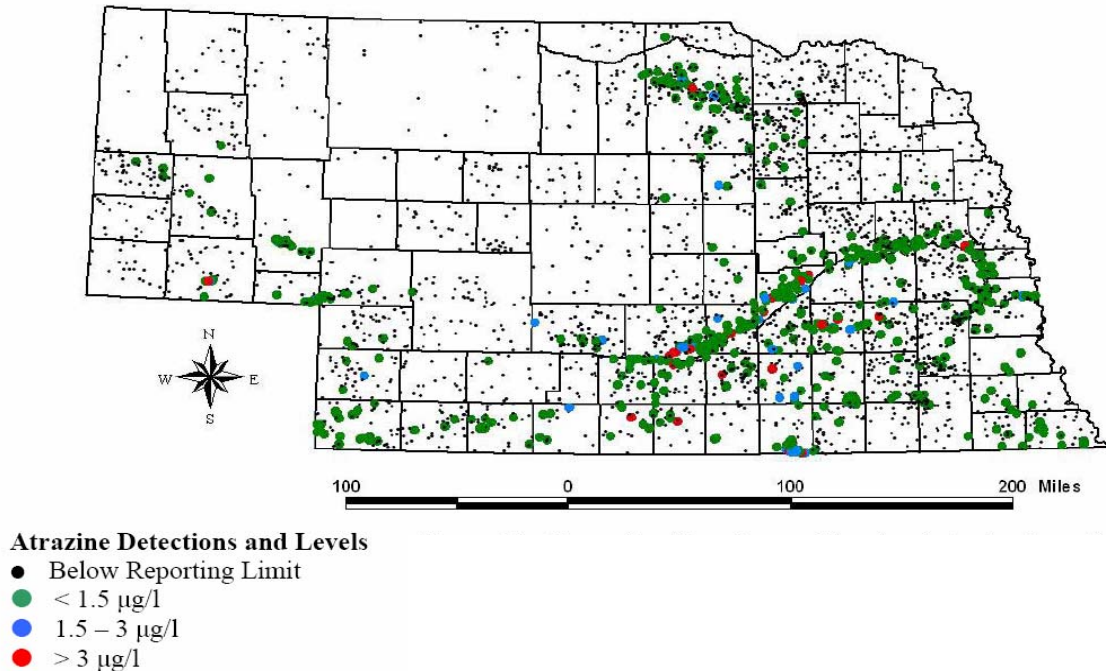 N
W E
S
100 0 100 200 Miles
Atrazine Detections and Levels
Below Reporting Limit
< 1.5 μg/l
1.5 – 3 μg/l
> 3 μg/l